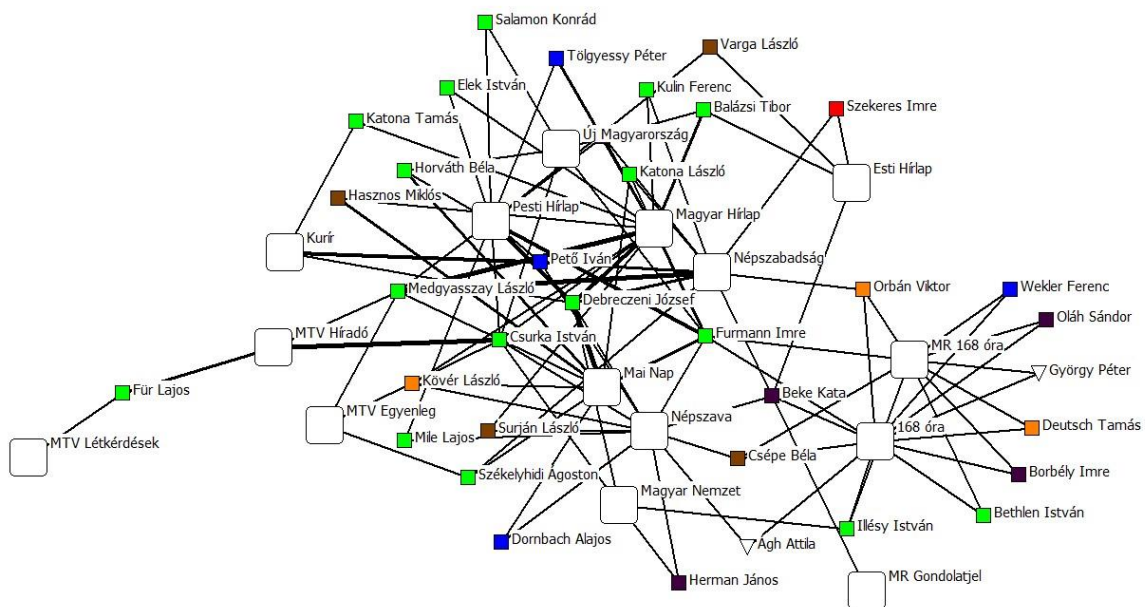 Salamon Konrád
Varga László
Tölgyessy Péter
Elek István
Kulin Ferenc
Balázsi Tibor
Szekeres Imre
Katona Tamás
Új Magyarország
Horváth Béla
Katona László
Esti Hírlap
Hasznos Miklós
Pesti Hírlap
Magyar Hírlap
Kurír
Pető Iván
Népszabadság
Medgyasszay László
Debreczeni József
Orbán Viktor
Wekler Ferenc
Oláh Sándor
MTV Híradó
Csurka István
Furmann Imre
MR 168 óra
Mai Nap
György Péter
Für Lajos
Kövér László
Beke Kata
MTV Egyenleg
Népszava
168 óra
Deutsch Tamás
Surján László
Mile Lajos
MTV Létkérdések
Csépe Béla
Székelyhidi Ágoston
Borbély Imre
Magyar Nemzet
Bethlen István
Illésy István
Dornbach Alajos
Ágh Attila
Herman János
MR Gondolatjel